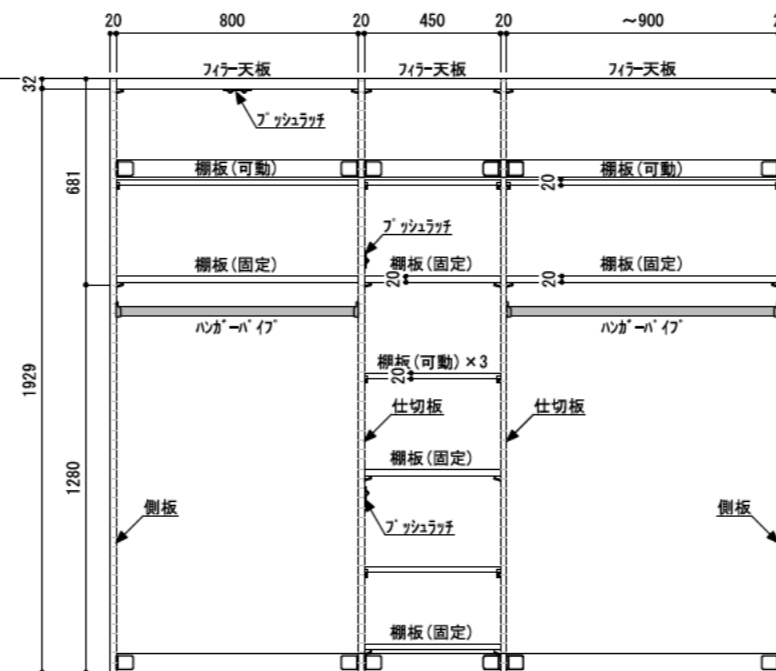 20 800 20 450 20 ～900 2
フィラー天板 フィラー天板 フィラー天板
32
プッシュラッチ
棚板(可動) 棚板(可動)
20
681
プッシュラッチ
棚板(固定) 棚板(固定) 棚板(固定)
20 20
ハンガーパイプ ハンガーパイプ
棚板(可動)×3
20
1929
仕切板 仕切板
棚板(固定)
1280
側板 側板
プッシュラッチ
棚板(固定)